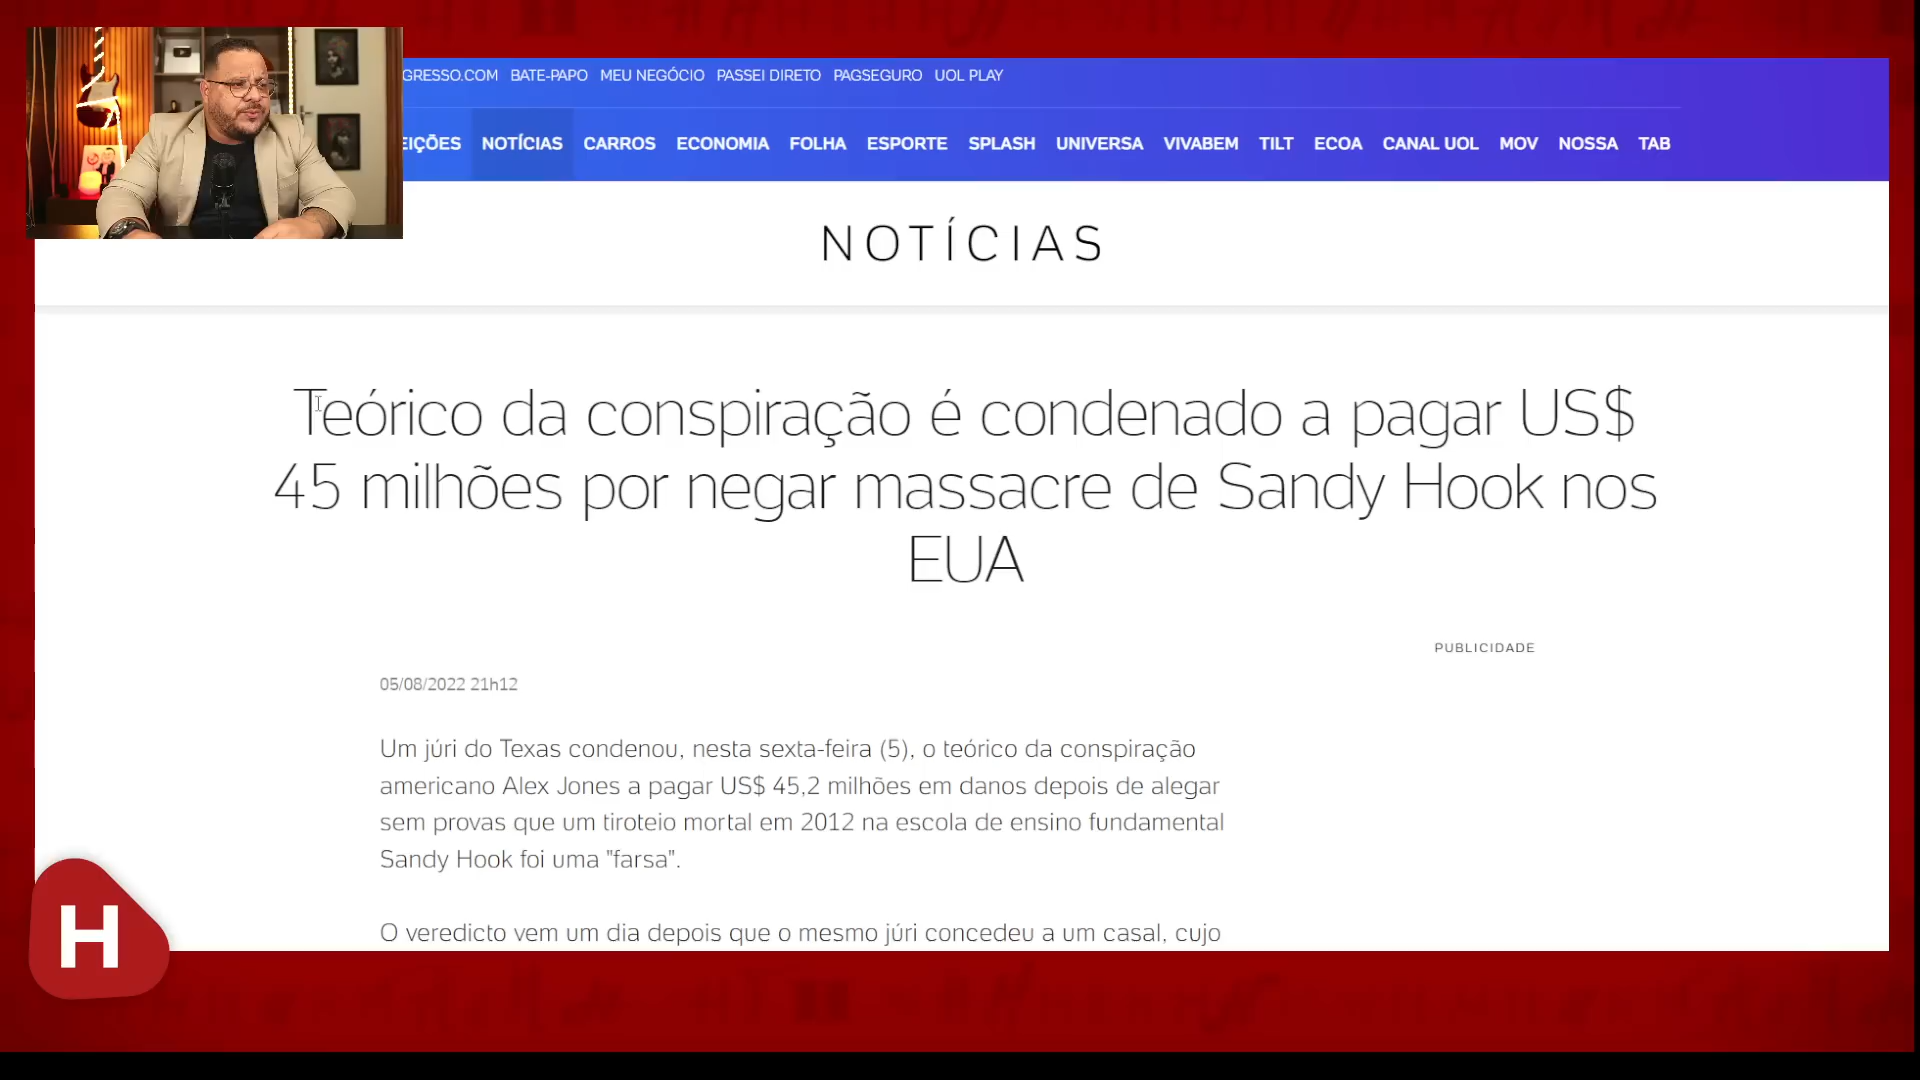 GRESSO.COM BATE-PAPO MEU NEGÓCIO PASSEI DIRETO PAGSEGURO UOL PLAY
EIÇÕES NOTÍCIAS CARROS ECONOMIA FOLHA ESPORTE SPLASH UNIVERSA VIVABEM TILT ECOA CANAL UOL MOV NOSSA TAB
NOTÍCIAS
Teórico da conspiração é condenado a pagar US$
45 milhões por negar massacre de Sandy Hook nos
EUA
PUBLICIDADE
05/08/2022 21h12
Um júri do Texas condenou, nesta sexta-feira (5), o teórico da conspiração
americano Alex Jones a pagar US$ 45,2 milhões em danos depois de alegar
sem provas que um tiroteio mortal em 2012 na escola de ensino fundamental
Sandy Hook foi uma "farsa".
O veredicto vem um dia depois que o mesmo júri concedeu a um casal, cujo
H